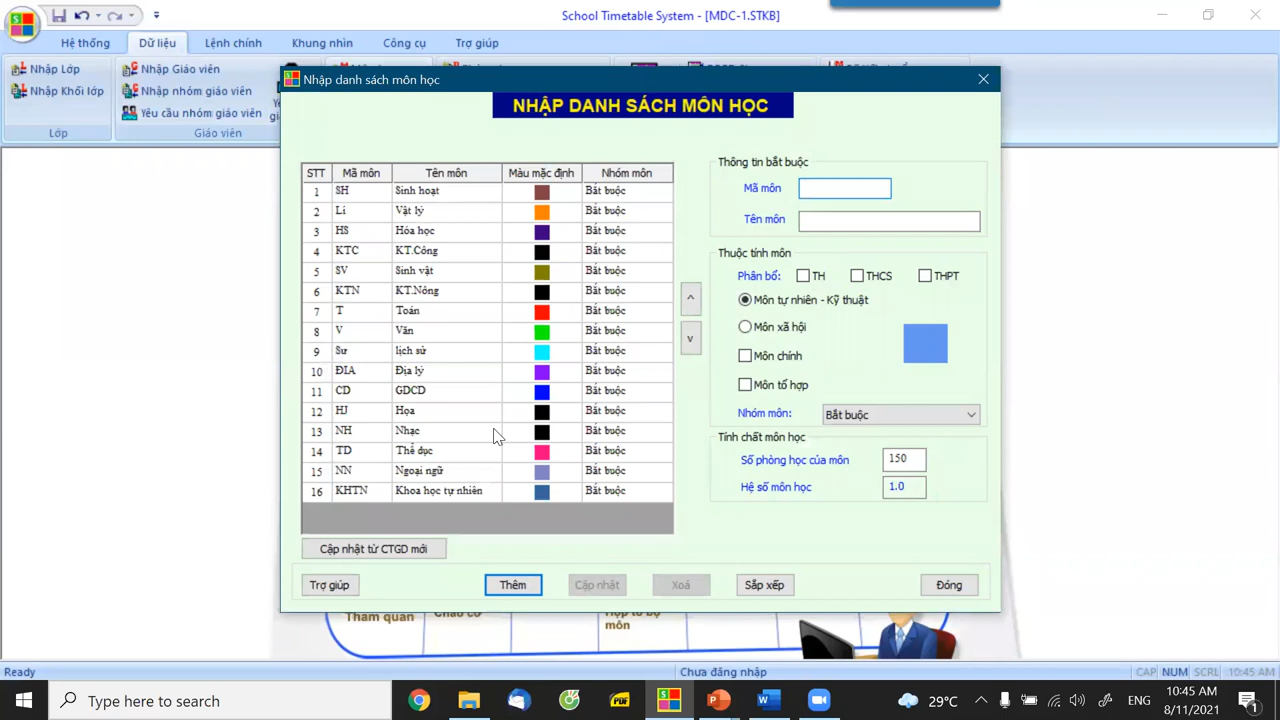 School Timetable System - [MDC-1.STKB]
Hệ thống Dữ liệu Lệnh chính Khung nhìn Công cụ Trợ giúp
Nhập Lớp
Nhập Khối lớp
Lớp
Nhập Giáo viên
Nhập nhóm giáo viên
Yêu cầu nhóm giáo viên
Giáo viên
Nhập danh sách môn học
NHẬP DANH SÁCH MÔN HỌC
STT Mã môn Tên môn Màu mặc định Nhóm môn
1 SH Sinh hoạt Bắt buộc
2 Lí Vật lý Bắt buộc
3 HS Hóa học Bắt buộc
4 KTC KT.Công Bắt buộc
5 SV Sinh vật Bắt buộc
6 KTN KT.Nông Bắt buộc
7 T Toán Bắt buộc
8 V Văn Bắt buộc
9 Sư lịch sử Bắt buộc
10 ĐIA Địa lý Bắt buộc
11 CD GDCD Bắt buộc
12 HJ Họa Bắt buộc
13 NH Nhạc Bắt buộc
14 TD Thể dục Bắt buộc
15 NN Ngoại ngữ Bắt buộc
16 KHTN Khoa học tự nhiên Bắt buộc
^
v
Thông tin bắt buộc
Mã môn
Tên môn
Thuộc tính môn
Phân bổ: TH THCS THPT
Môn tự nhiên - Kỹ thuật
Môn xã hội
Môn chính
Môn tổ hợp
Nhóm môn: Bắt buộc
Tính chất môn học
Số phòng học của môn 150
Hệ số môn học 1.0
Cập nhật từ CTGD mới
Trợ giúp Thêm Cập nhật Xoá Sắp xếp Đóng
Tham quan
môn
Ready Chưa đăng nhập CAP NUM SCRL 10:45 AM
Type here to search
PDF
29°C
ENG
10:45 AM
8/11/2021
1